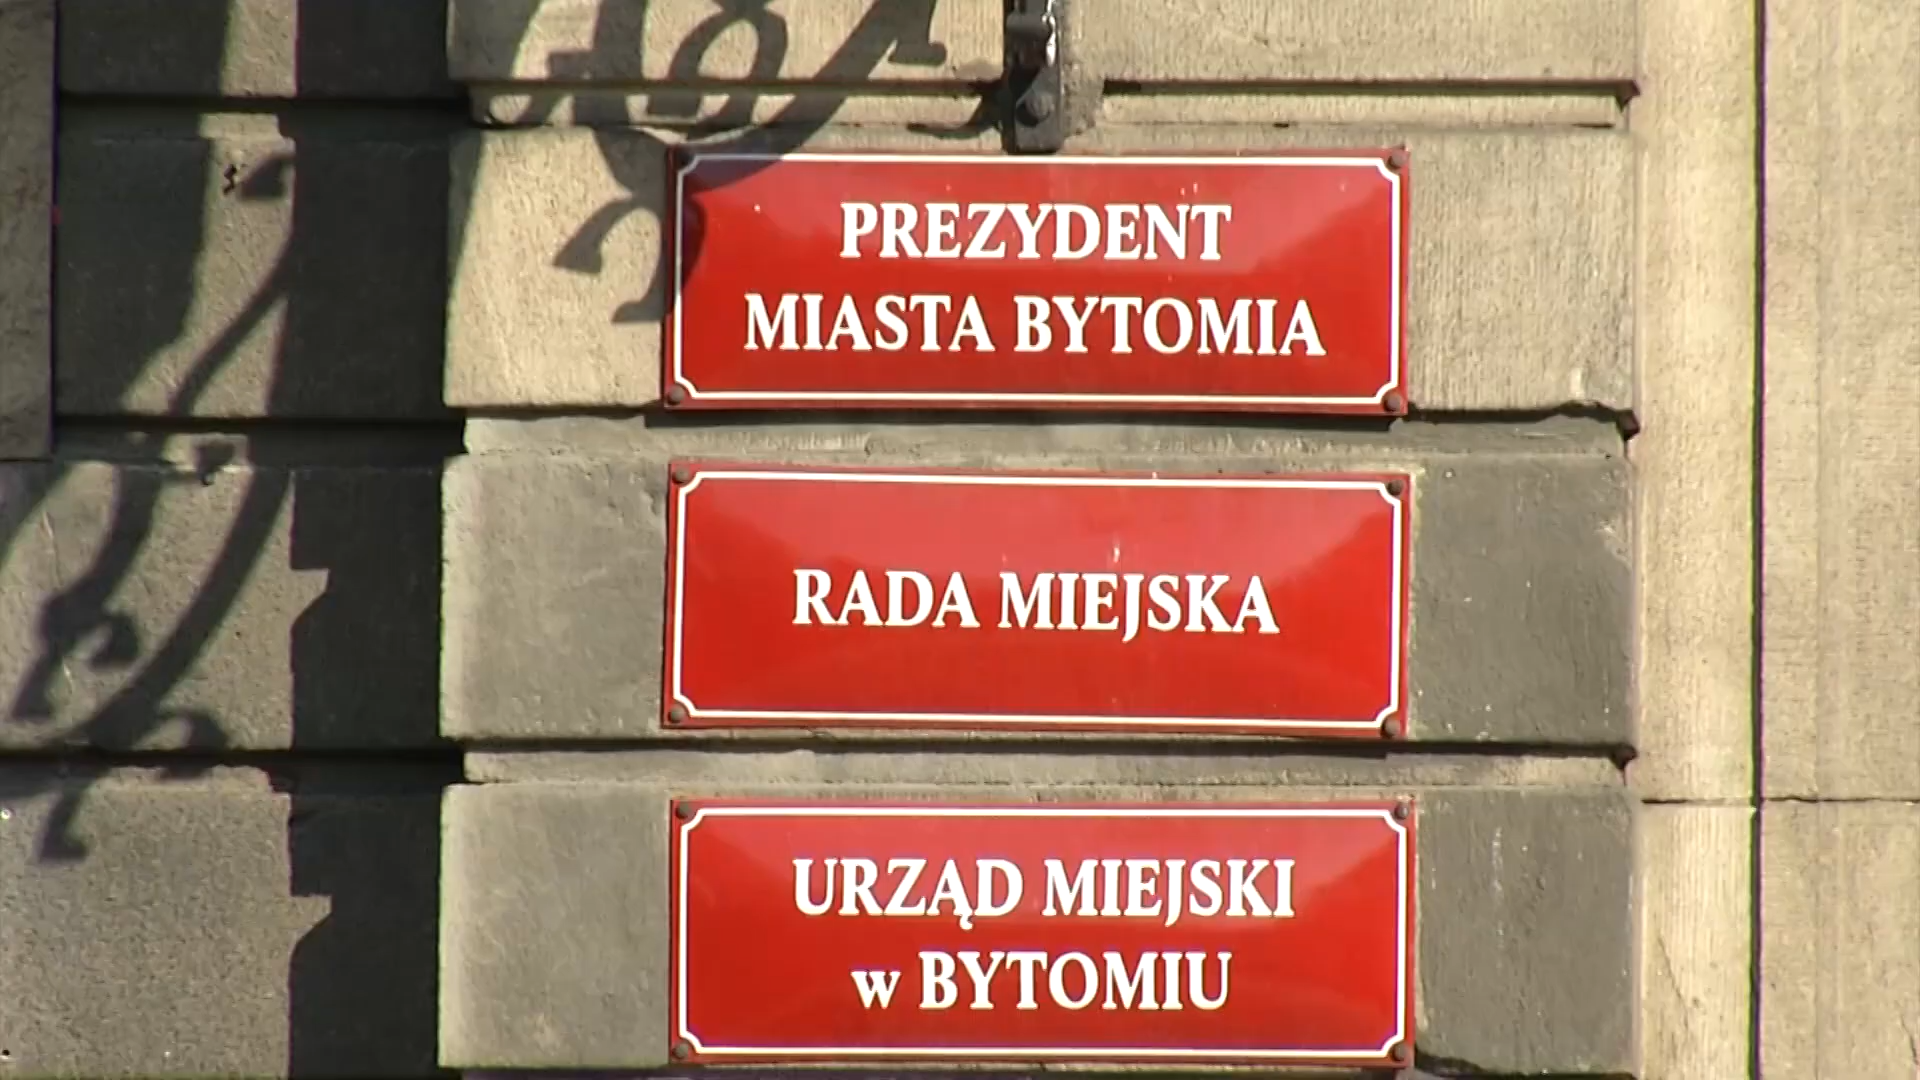 PREZYDENT
MIASTA BYTOMIA
RADA MIEJSKA
URZĄD MIEJSKI
w BYTOMIU